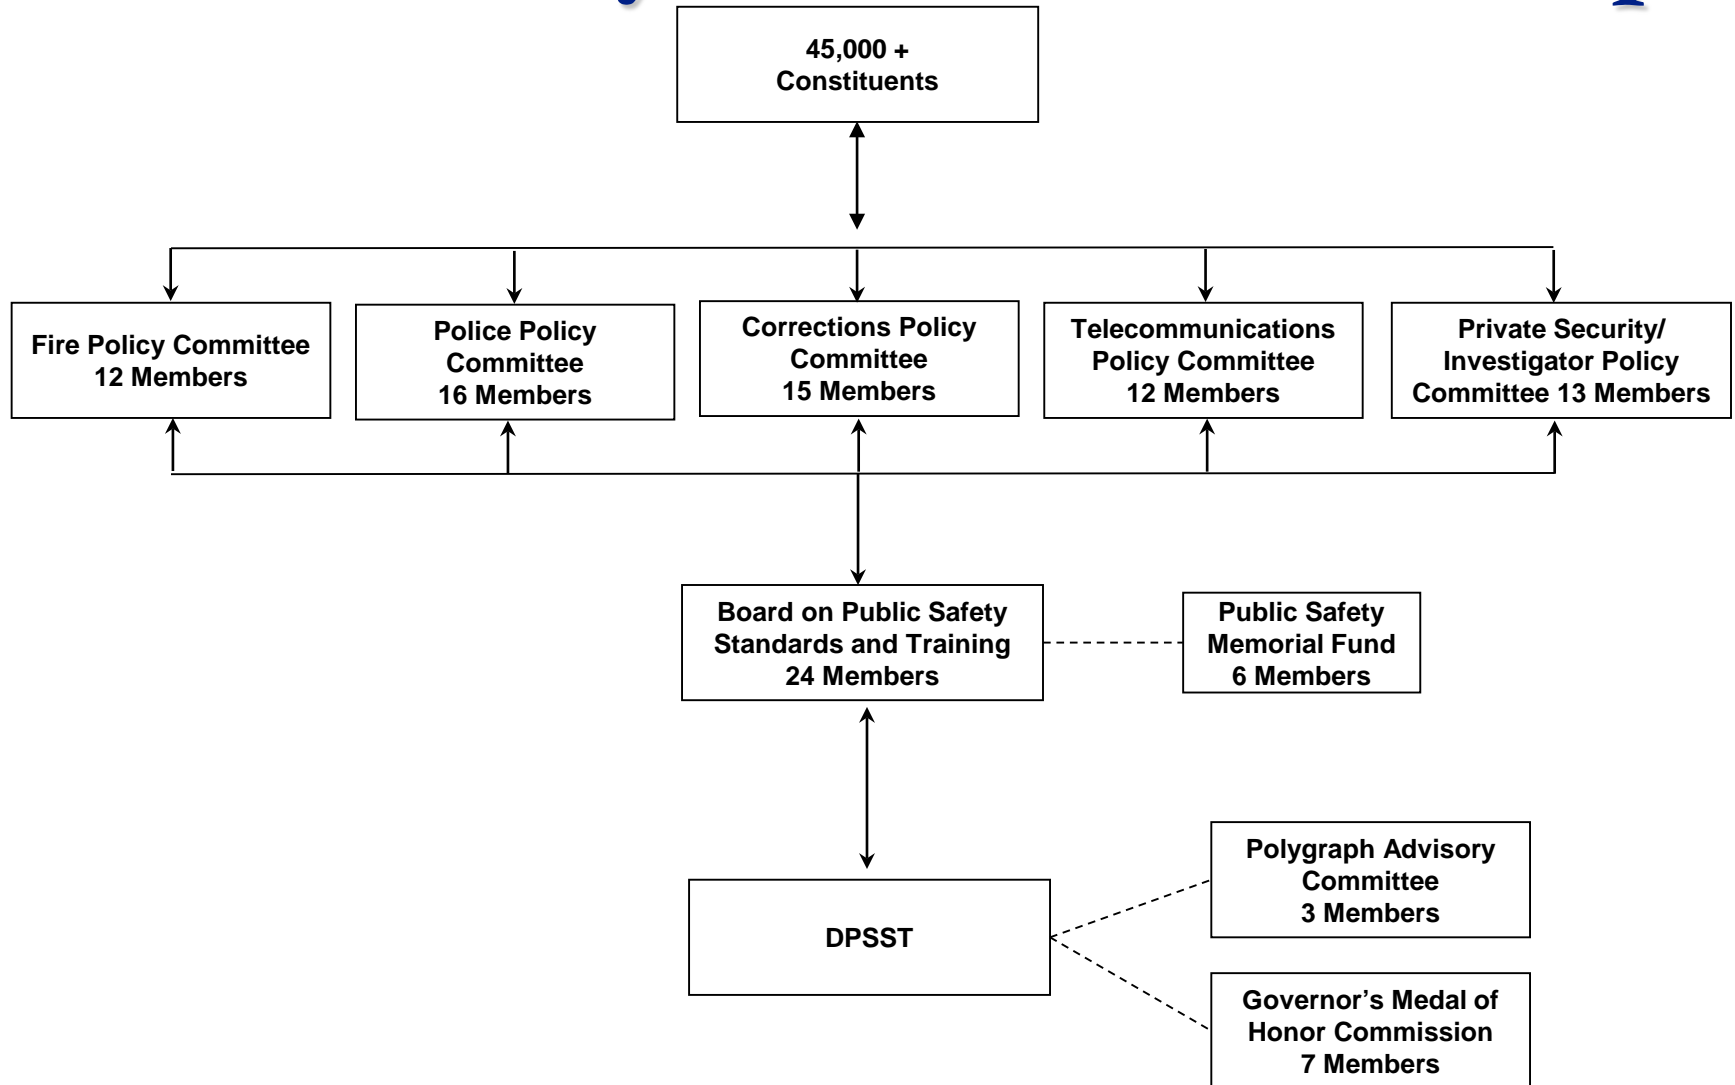 45,000 +
Constituents
Fire Policy Committee
12 Members
Police Policy
Committee
16 Members
Corrections Policy
Committee
15 Members
Telecommunications
Policy Committee
12 Members
Private Security/
Investigator Policy
Committee 13 Members
Board on Public Safety
Standards and Training
24 Members
Public Safety
Memorial Fund
6 Members
Polygraph Advisory
Committee
3 Members
DPSST
Governor’s Medal of
Honor Commission
7 Members